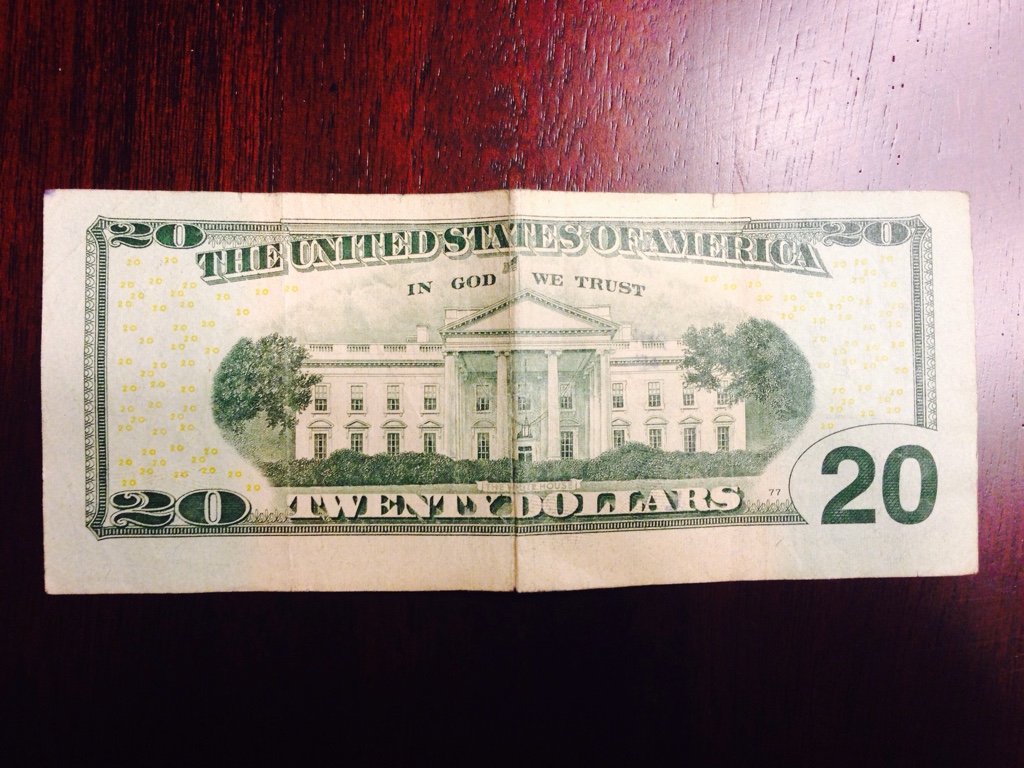 20 20
THE UNITED STATES OF AMERICA
IN GOD WE TRUST
THE WHITE HOUSE
20 TWENTY DOLLARS 77 20